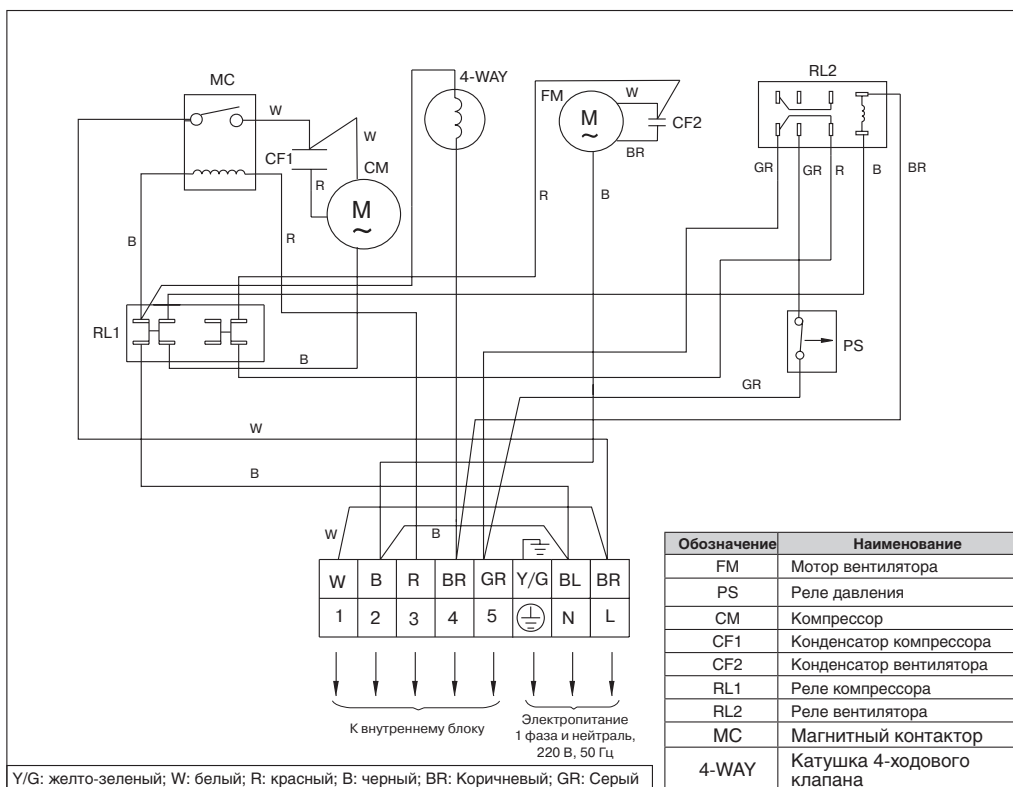 MC
4-WAY
RL2
FM
W
W
M
~
CF2
W
CF1
W
CM
BR
R
M
~
GR
GR
R
B
BR
R
B
B
R
RL1
B
PS
GR
W
B
W
B
W
B
R
BR
GR
Y/G
BL
BR
1
2
3
4
5
N
L
К внутреннему блоку
Электропитание
1 фаза и нейтраль,
220 В, 50 Гц
Обозначение Наименование
FM Мотор вентилятора
PS Реле давления
CM Компрессор
CF1 Конденсатор компрессора
CF2 Конденсатор вентилятора
RL1 Реле компрессора
RL2 Реле вентилятора
MC Магнитный контактор
4-WAY Катушка 4-ходового
клапана
Y/G: желто-зеленый; W: белый; R: красный; B: черный; BR: Коричневый; GR: Серый